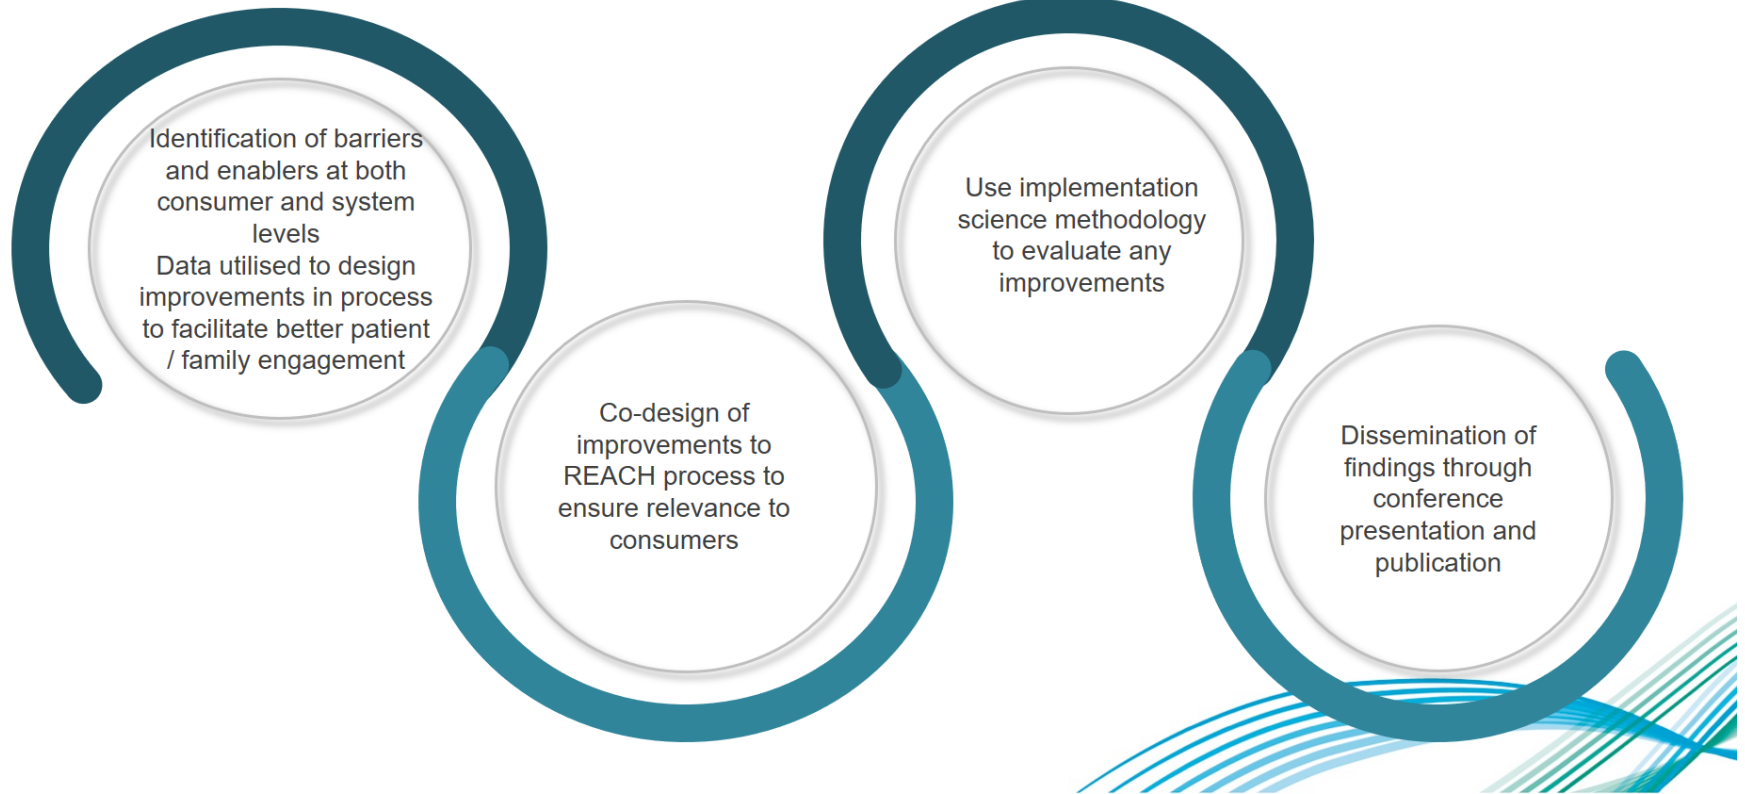 Identification of barriers
and enablers at both
consumer and system
levels
Data utilised to design
improvements in process
to facilitate better patient
/ family engagement
Co-design of
improvements to
REACH process to
ensure relevance to
consumers
Use implementation
science methodology
to evaluate any
improvements
Dissemination of
findings through
conference
presentation and
publication